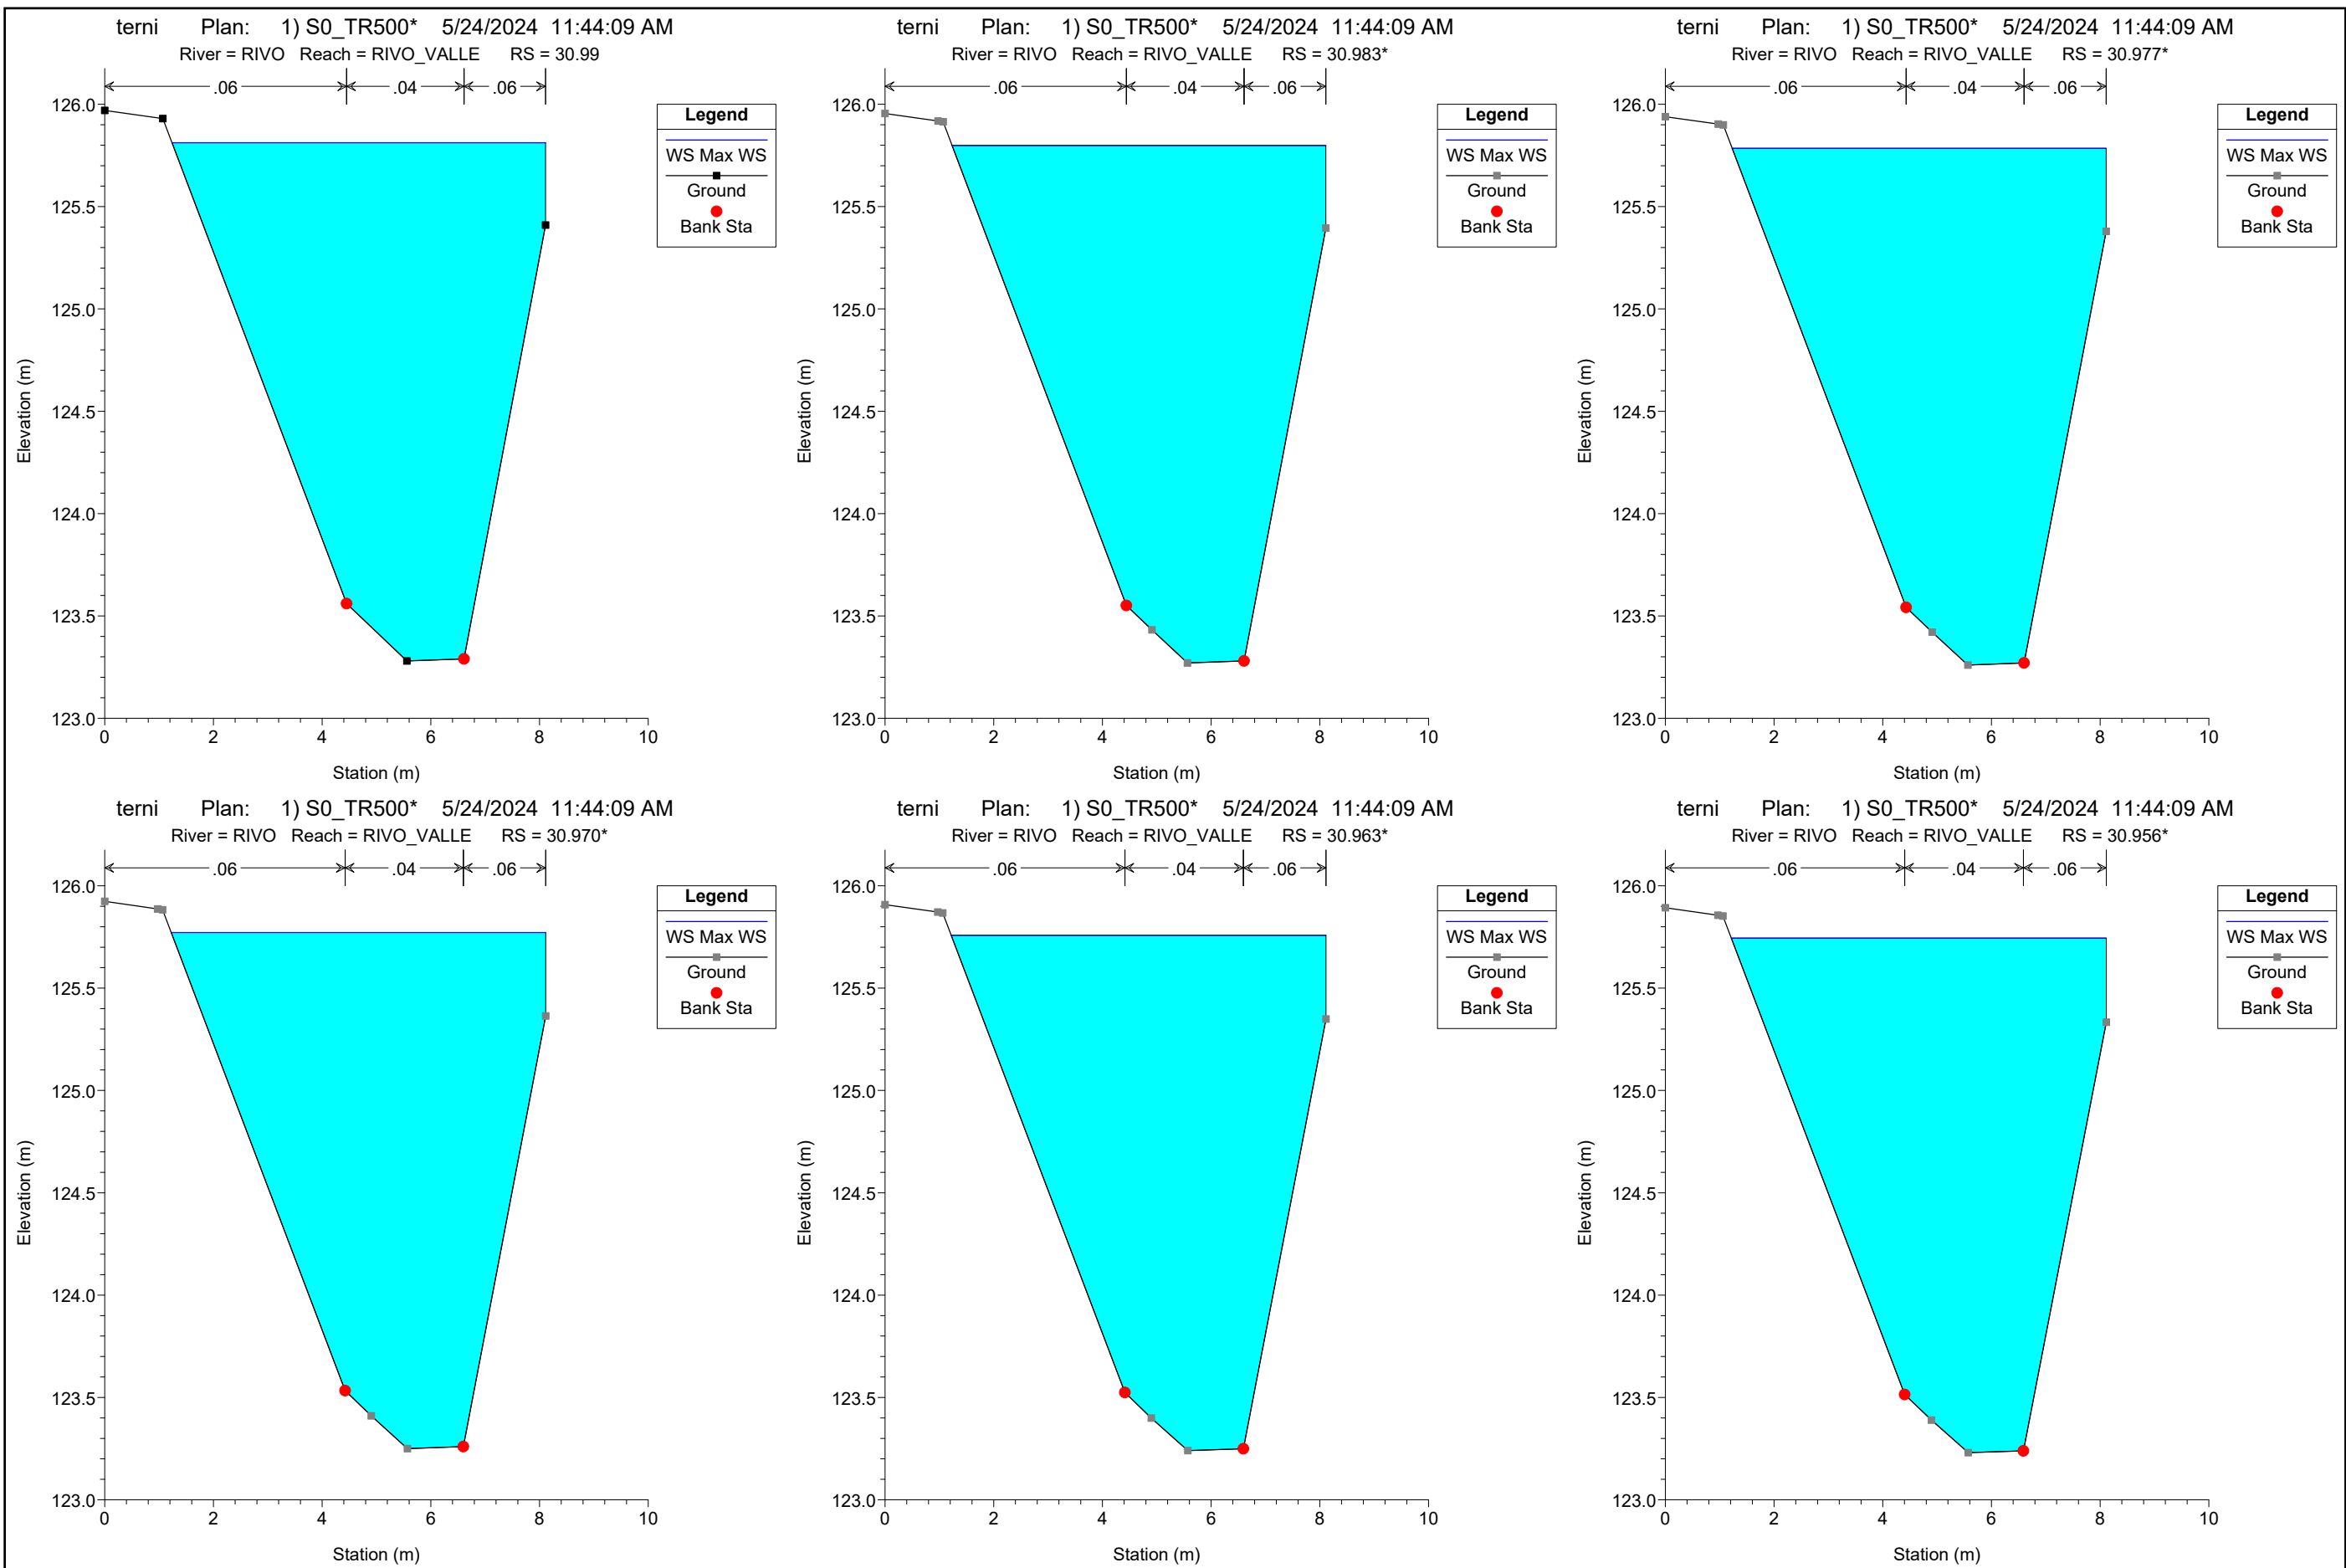 terni Plan: 1) S0_TR500* 5/24/2024 11:44:09 AM
River = RIVO Reach = RIVO_VALLE RS = 30.99
.06 .04 .06
126.0
125.5
125.0
124.5
124.0
123.5
123.0
0 2 4 6 8 10
Station (m)
Elevation (m)
Legend
WS Max WS
Ground
Bank Sta
terni Plan: 1) S0_TR500* 5/24/2024 11:44:09 AM
River = RIVO Reach = RIVO_VALLE RS = 30.983*
.06 .04 .06
126.0
125.5
125.0
124.5
124.0
123.5
123.0
0 2 4 6 8 10
Station (m)
Elevation (m)
Legend
WS Max WS
Ground
Bank Sta
terni Plan: 1) S0_TR500* 5/24/2024 11:44:09 AM
River = RIVO Reach = RIVO_VALLE RS = 30.977*
.06 .04 .06
126.0
125.5
125.0
124.5
124.0
123.5
123.0
0 2 4 6 8 10
Station (m)
Elevation (m)
Legend
WS Max WS
Ground
Bank Sta
terni Plan: 1) S0_TR500* 5/24/2024 11:44:09 AM
River = RIVO Reach = RIVO_VALLE RS = 30.970*
.06 .04 .06
126.0
125.5
125.0
124.5
124.0
123.5
123.0
0 2 4 6 8 10
Station (m)
Elevation (m)
Legend
WS Max WS
Ground
Bank Sta
terni Plan: 1) S0_TR500* 5/24/2024 11:44:09 AM
River = RIVO Reach = RIVO_VALLE RS = 30.963*
.06 .04 .06
126.0
125.5
125.0
124.5
124.0
123.5
123.0
0 2 4 6 8 10
Station (m)
Elevation (m)
Legend
WS Max WS
Ground
Bank Sta
terni Plan: 1) S0_TR500* 5/24/2024 11:44:09 AM
River = RIVO Reach = RIVO_VALLE RS = 30.956*
.06 .04 .06
126.0
125.5
125.0
124.5
124.0
123.5
123.0
0 2 4 6 8 10
Station (m)
Elevation (m)
Legend
WS Max WS
Ground
Bank Sta